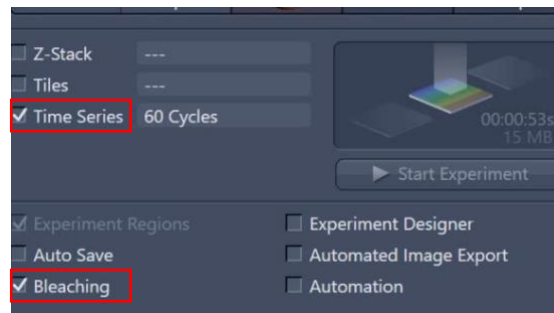 Z-Stack ---
Tiles ---
Time Series 60 Cycles
00:00:53s
15 MB
Start Experiment
Experiment Regions Experiment Designer
Auto Save Automated Image Export
Bleaching Automation